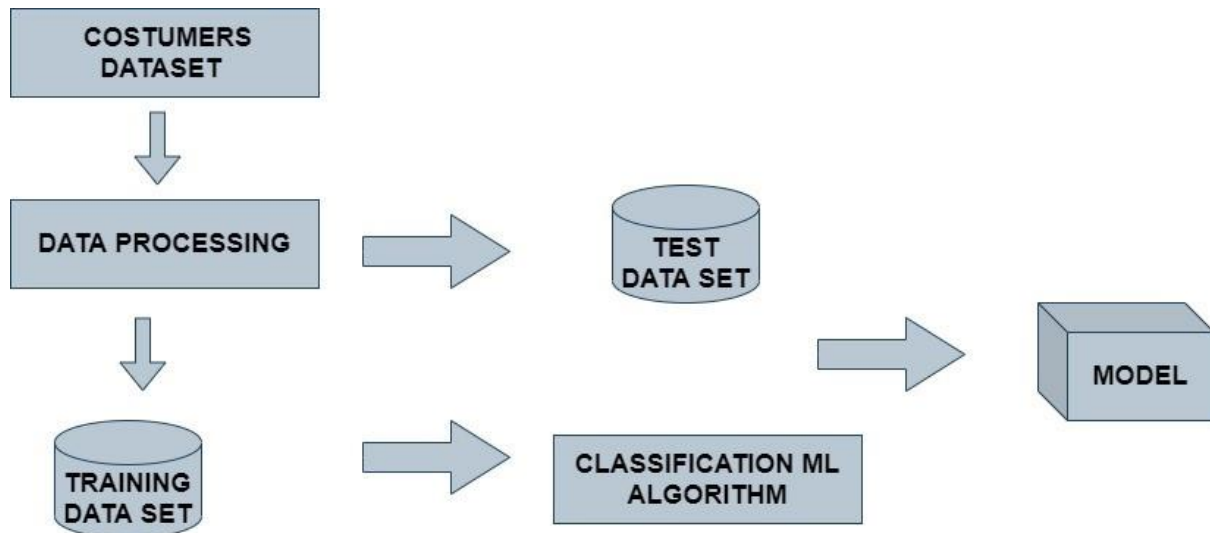 COSTUMERS
DATASET
DATA PROCESSING
TEST
DATA SET
MODEL
TRAINING
DATA SET
CLASSIFICATION ML
ALGORITHM